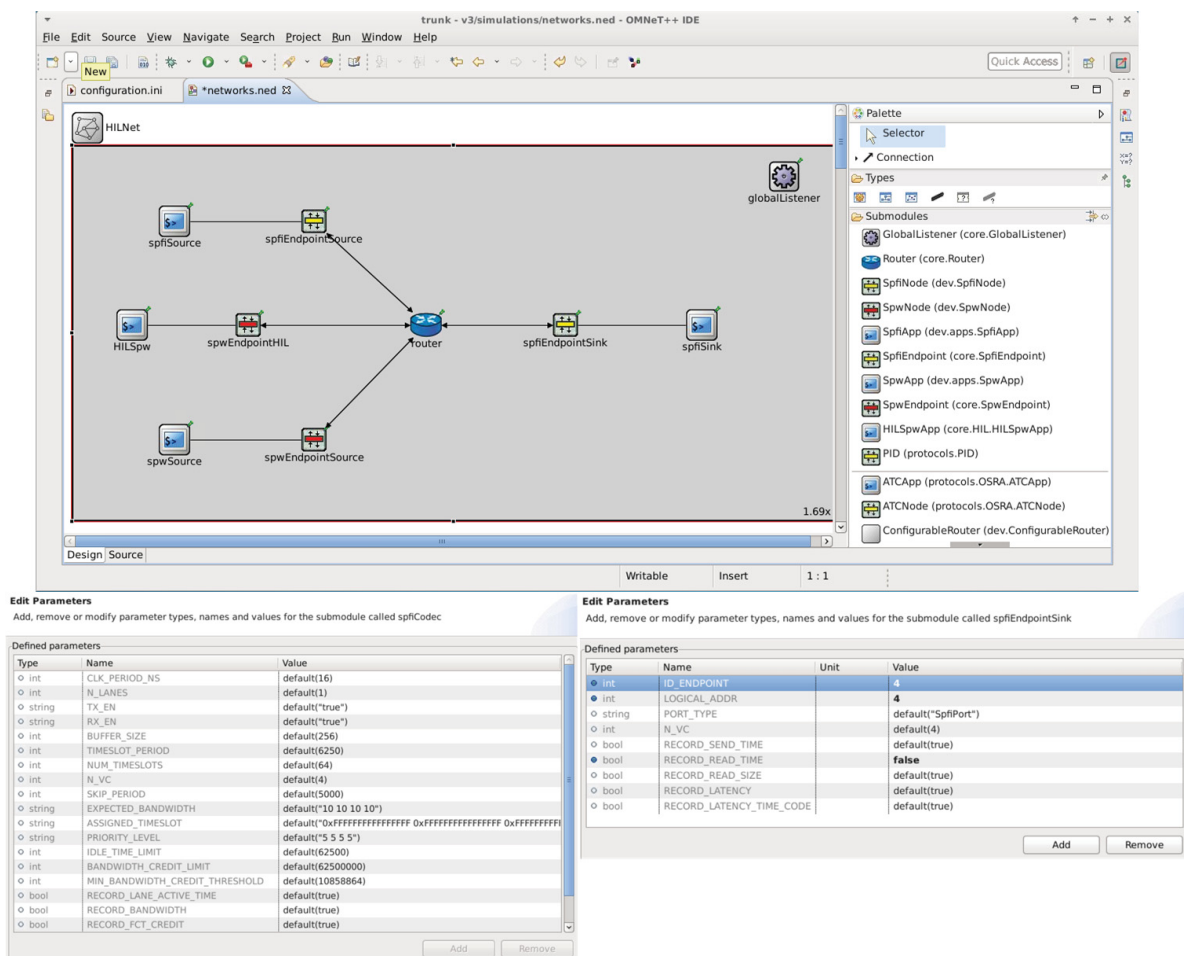 trunk - v3/simulations/networks.ned - OMNeT++ IDE
File Edit Source View Navigate Search Project Run Window Help
Quick Access
New
configuration.ini *networks.ned
HILNet
globalListener
spfiSource
spfiEndpointSource
HILSpw
spwEndpointHIL
router
spfiEndpointSink
spfiSink
spwSource
spwEndpointSource
1.69x
Palette
Selector
Connection
Types
Submodules
GlobalListener (core.GlobalListener)
Router (core.Router)
SpfiNode (dev.SpfiNode)
SpwNode (dev.SpwNode)
SpfiApp (dev.apps.SpfiApp)
SpfiEndpoint (core.SpfiEndpoint)
SpwApp (dev.apps.SpwApp)
SpwEndpoint (core.SpwEndpoint)
HILSpwApp (core.HIL.HILSpwApp)
PID (protocols.PID)
ATCApp (protocols.OSRA.ATCApp)
ATCNode (protocols.OSRA.ATCNode)
ConfigurableRouter (dev.ConfigurableRouter)
Design Source
Writable Insert 1 : 1
Edit Parameters
Add, remove or modify parameter types, names and values for the submodule called spfiCodec
Defined parameters
Type Name Value
int CLK_PERIOD_NS default(16)
int N_LANES default(1)
string TX_EN default("true")
string RX_EN default("true")
int BUFFER_SIZE default(256)
int TIMESLOT_PERIOD default(6250)
int NUM_TIMESLOTS default(64)
int N_VC default(4)
int SKIP_PERIOD default(5000)
string EXPECTED_BANDWIDTH default("10 10 10 10")
string ASSIGNED_TIMESLOT
string PRIORITY_LEVEL default("5 5 5 5")
int IDLE_TIME_LIMIT default(62500)
int BANDWIDTH_CREDIT_LIMIT default(62500000)
int MIN_BANDWIDTH_CREDIT_THRESHOLD default(10858864)
bool RECORD_LANE_ACTIVE_TIME default(true)
bool RECORD_BANDWIDTH default(true)
bool RECORD_FCT_CREDIT default(true)
Add Remove
Edit Parameters
Add, remove or modify parameter types, names and values for the submodule called spfiEndpointSink
Defined parameters
Type Name Unit Value
int ID_ENDPOINT 4
int LOGICAL_ADDR 4
string PORT_TYPE default("SpfiPort")
int N_VC default(4)
bool RECORD_SEND_TIME default(true)
bool RECORD_READ_TIME false
bool RECORD_READ_SIZE default(true)
bool RECORD_LATENCY default(true)
bool RECORD_LATENCY_TIME_CODE default(true)
Add Remove